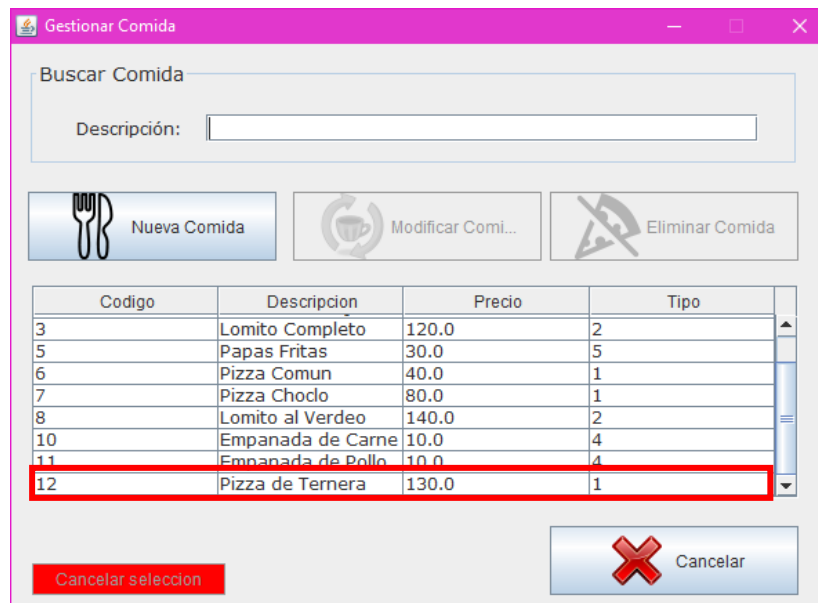 Gestionar Comida
Buscar Comida
Descripción:
Nueva Comida Modificar Comi... Eliminar Comida
Codigo Descripcion Precio Tipo
3 Lomito Completo 120.0 2
5 Papas Fritas 30.0 5
6 Pizza Comun 40.0 1
7 Pizza Choclo 80.0 1
8 Lomito al Verdeo 140.0 2
10 Empanada de Carne 10.0 4
11 Empanada de Pollo 10.0 4
12 Pizza de Ternera 130.0 1
Cancelar
Cancelar seleccion